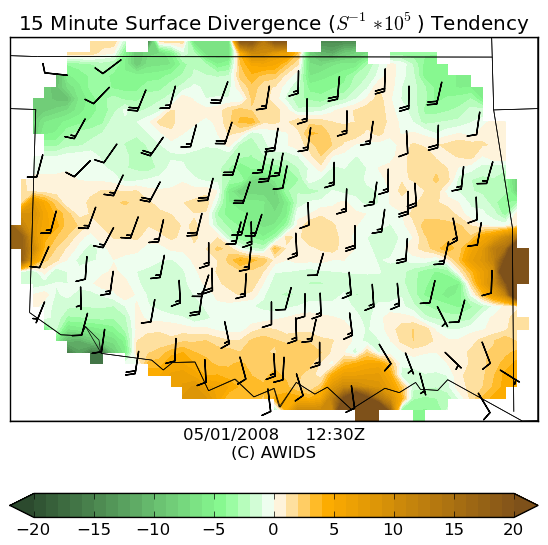 15 Minute Surface Divergence (S⁻¹ *10⁵ ) Tendency
05/01/2008 12:30Z
(C) AWIDS
−20 −15 −10 −5 0 5 10 15 20